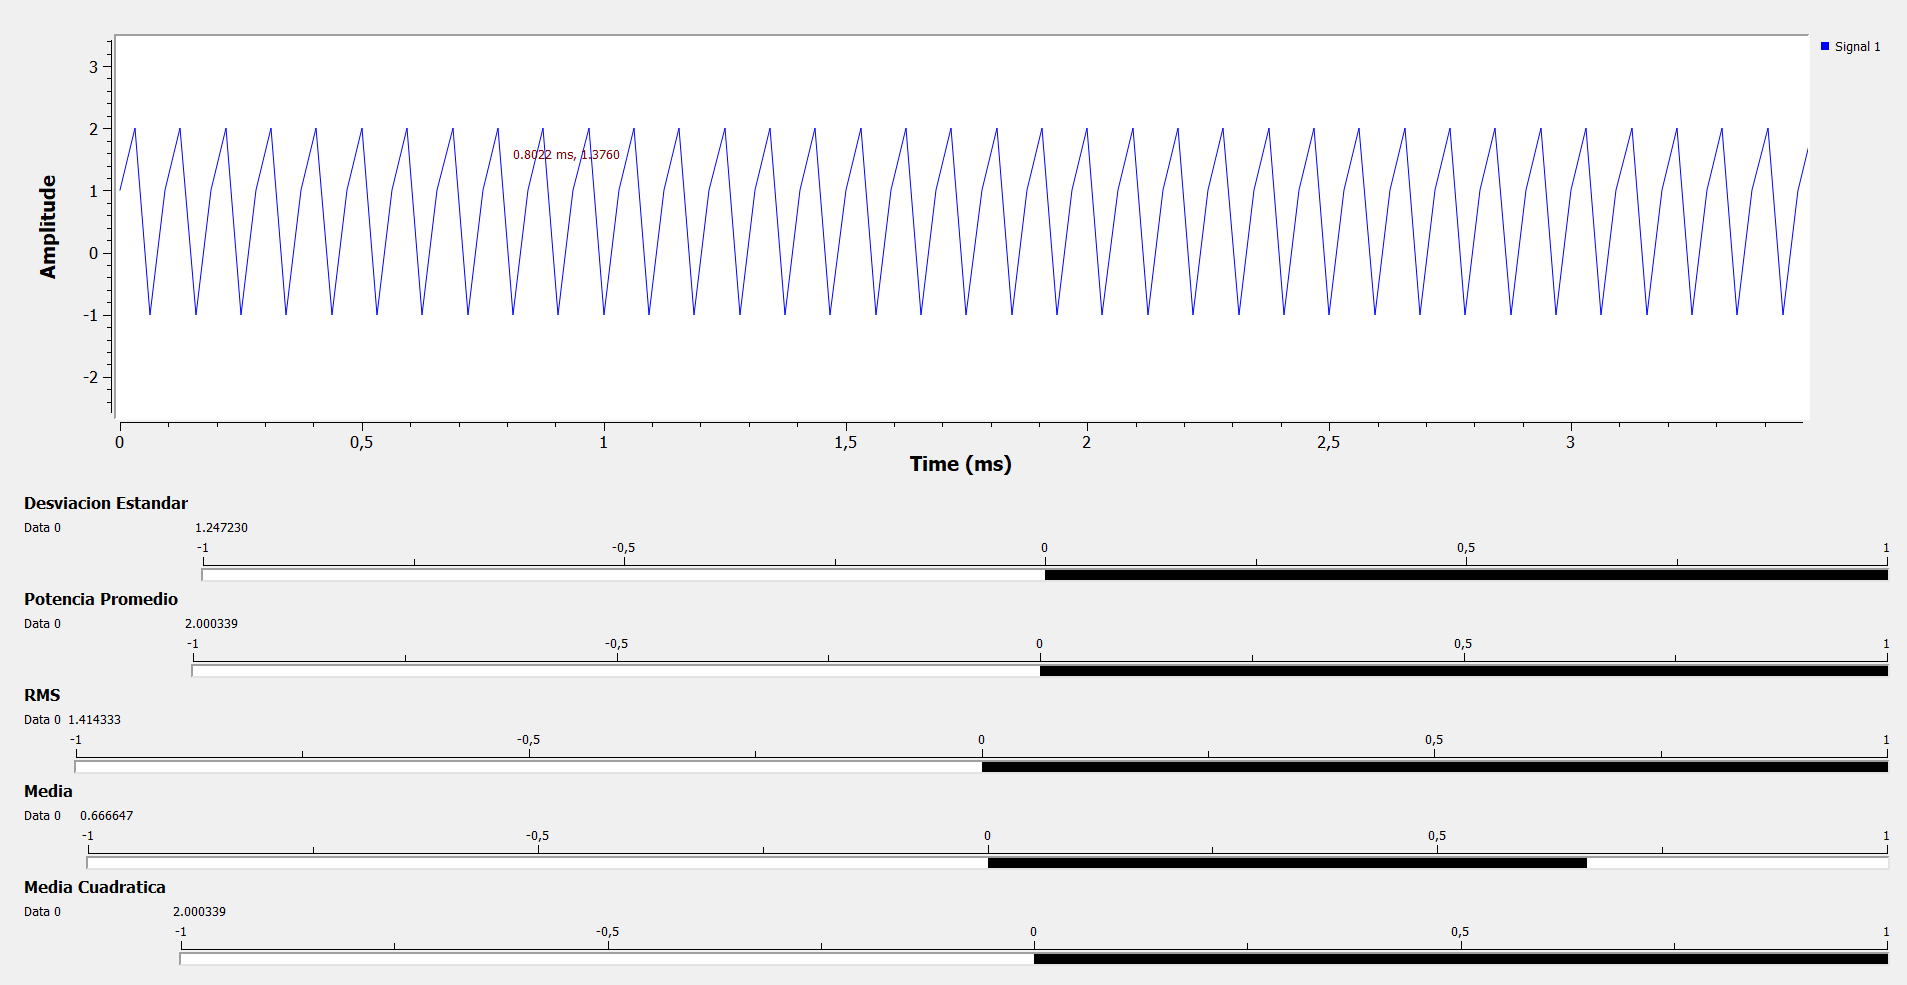 Signal 1
3
2
1
0
-1
-2
Amplitude
0.8022 ms, 1.3760
0 0,5 1 1,5 2 2,5 3
Time (ms)
Desviacion Estandar
Data 0 1.247230
-1 -0,5 0 0,5 1
Potencia Promedio
Data 0 2.000339
-1 -0,5 0 0,5 1
RMS
Data 0 1.414333
-1 -0,5 0 0,5 1
Media
Data 0 0.666647
-1 -0,5 0 0,5 1
Media Cuadratica
Data 0 2.000339
-1 -0,5 0 0,5 1